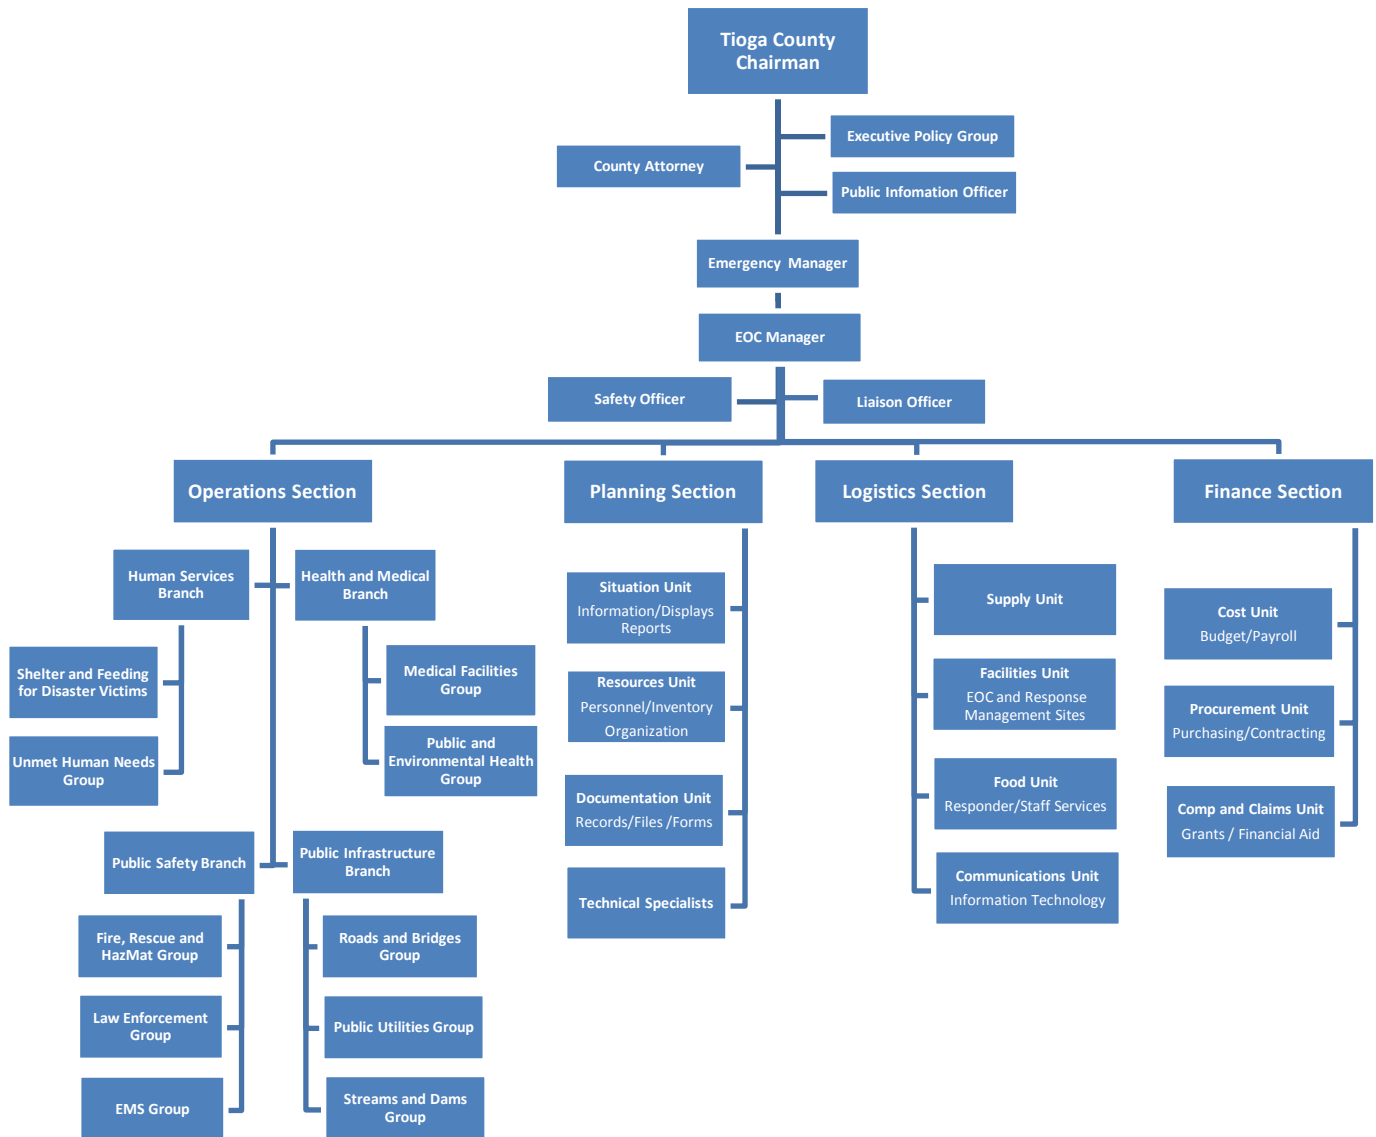 Tioga County
Chairman
Executive Policy Group
County Attorney
Public Infomation Officer
Emergency Manager
EOC Manager
Safety Officer
Liaison Officer
Operations Section
Planning Section
Logistics Section
Finance Section
Human Services
Branch
Health and Medical
Branch
Shelter and Feeding
for Disaster Victims
Unmet Human Needs
Group
Medical Facilities
Group
Public and
Environmental Health
Group
Public Safety Branch
Public Infrastructure
Branch
Fire, Rescue and
HazMat Group
Law Enforcement
Group
EMS Group
Roads and Bridges
Group
Public Utilities Group
Streams and Dams
Group
Situation Unit
Information/Displays
Reports
Resources Unit
Personnel/Inventory
Organization
Documentation Unit
Records/Files /Forms
Technical Specialists
Supply Unit
Facilities Unit
EOC and Response
Management Sites
Food Unit
Responder/Staff Services
Communications Unit
Information Technology
Cost Unit
Budget/Payroll
Procurement Unit
Purchasing/Contracting
Comp and Claims Unit
Grants / Financial Aid